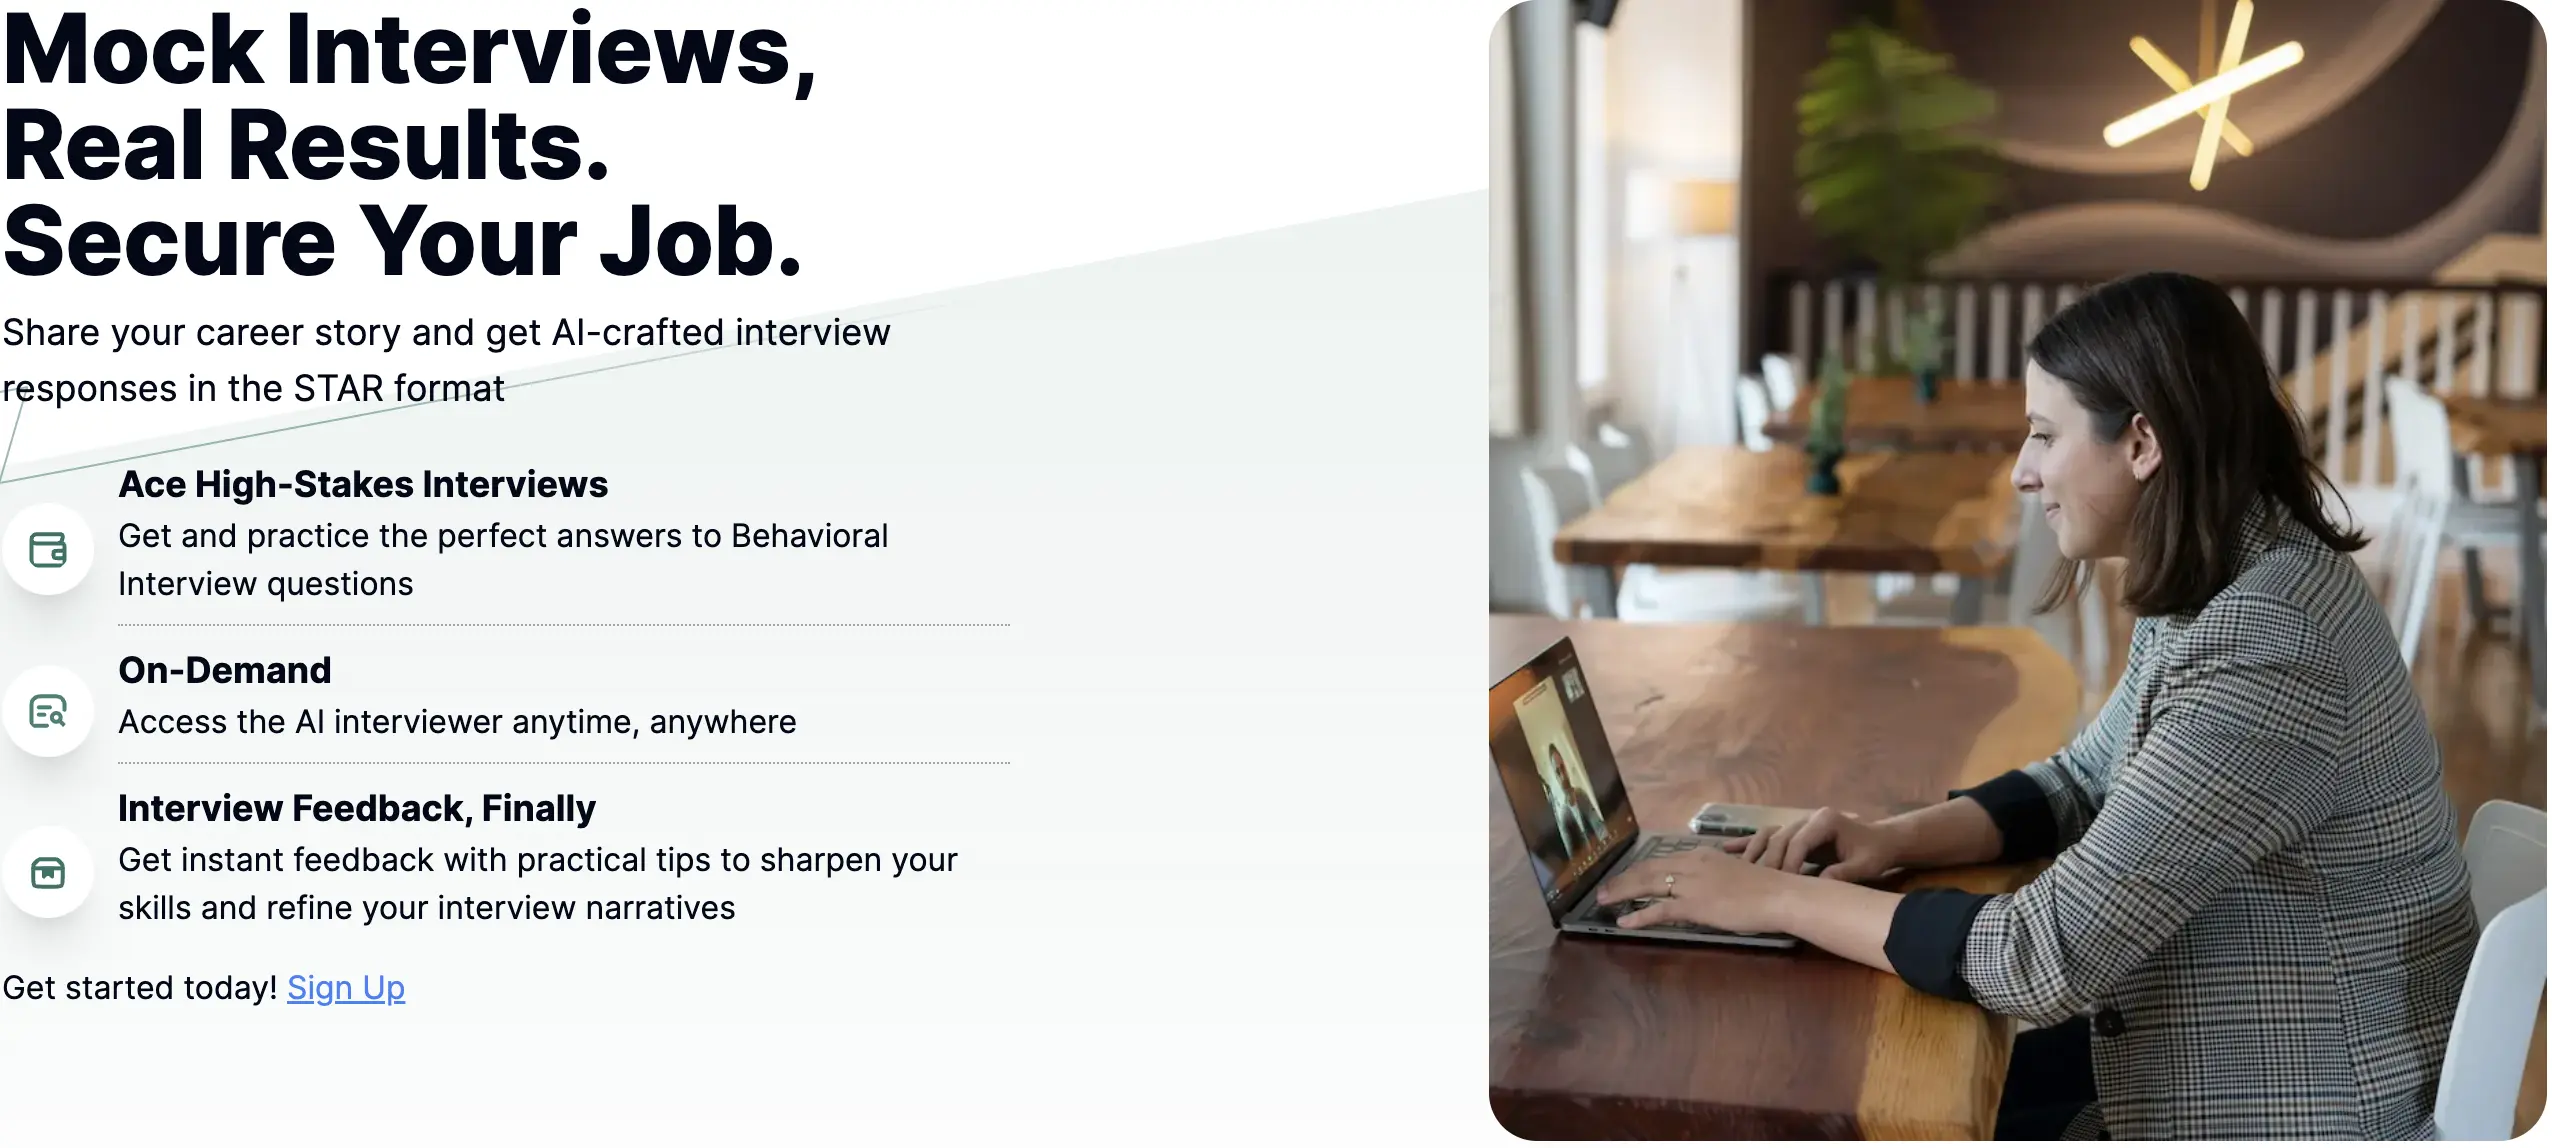 Mock Interviews,
Real Results.
Secure Your Job.
Share your career story and get AI-crafted interview
responses in the STAR format
Ace High-Stakes Interviews
Get and practice the perfect answers to Behavioral
Interview questions
On-Demand
Access the AI interviewer anytime, anywhere
Interview Feedback, Finally
Get instant feedback with practical tips to sharpen your
skills and refine your interview narratives
Get started today! Sign Up